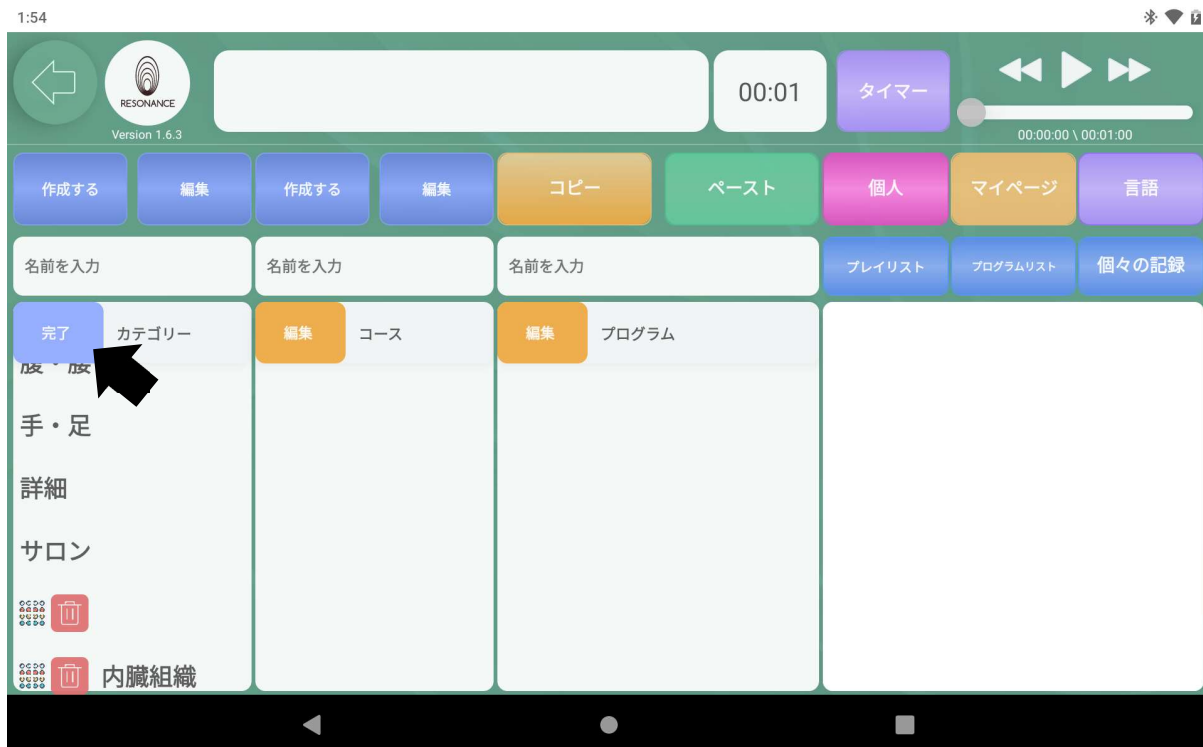 1:54
RESONANCE
Version 1.6.3
00:01
タイマー
00:00:00 \ 00:01:00
作成する
編集
作成する
編集
コピー
ペースト
個人
マイページ
言語
名前を入力
名前を入力
名前を入力
プレイリスト
プログラムリスト
個々の記録
完了
カテゴリー
編集
コース
編集
プログラム
腹・腰
手・足
詳細
サロン
内臓組織